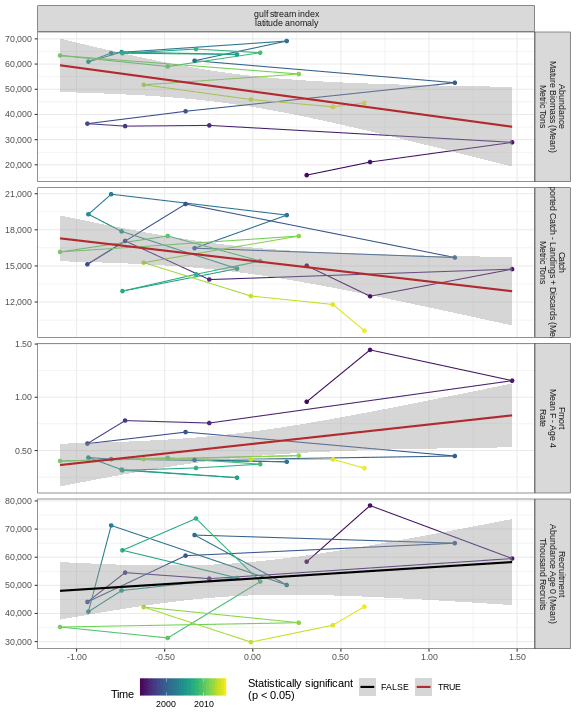 gulf stream index
latitude anomaly
70,000
60,000
50,000
40,000
30,000
20,000
Abundance
Mature Biomass (Mean)
Metric Tons
21,000
18,000
15,000
12,000
Catch
Landings + Discards (Me
Metric Tons
1.50
1.00
0.50
Fmort
Mean F - Age 4
Rate
80,000
70,000
60,000
50,000
40,000
30,000
Recruitment
Abundance Age 0 (Mean)
Thousand Recruits
-1.00
-0.50
0.00
0.50
1.00
1.50
Time
2000
2010
Statistically significant
(p < 0.05)
FALSE
TRUE